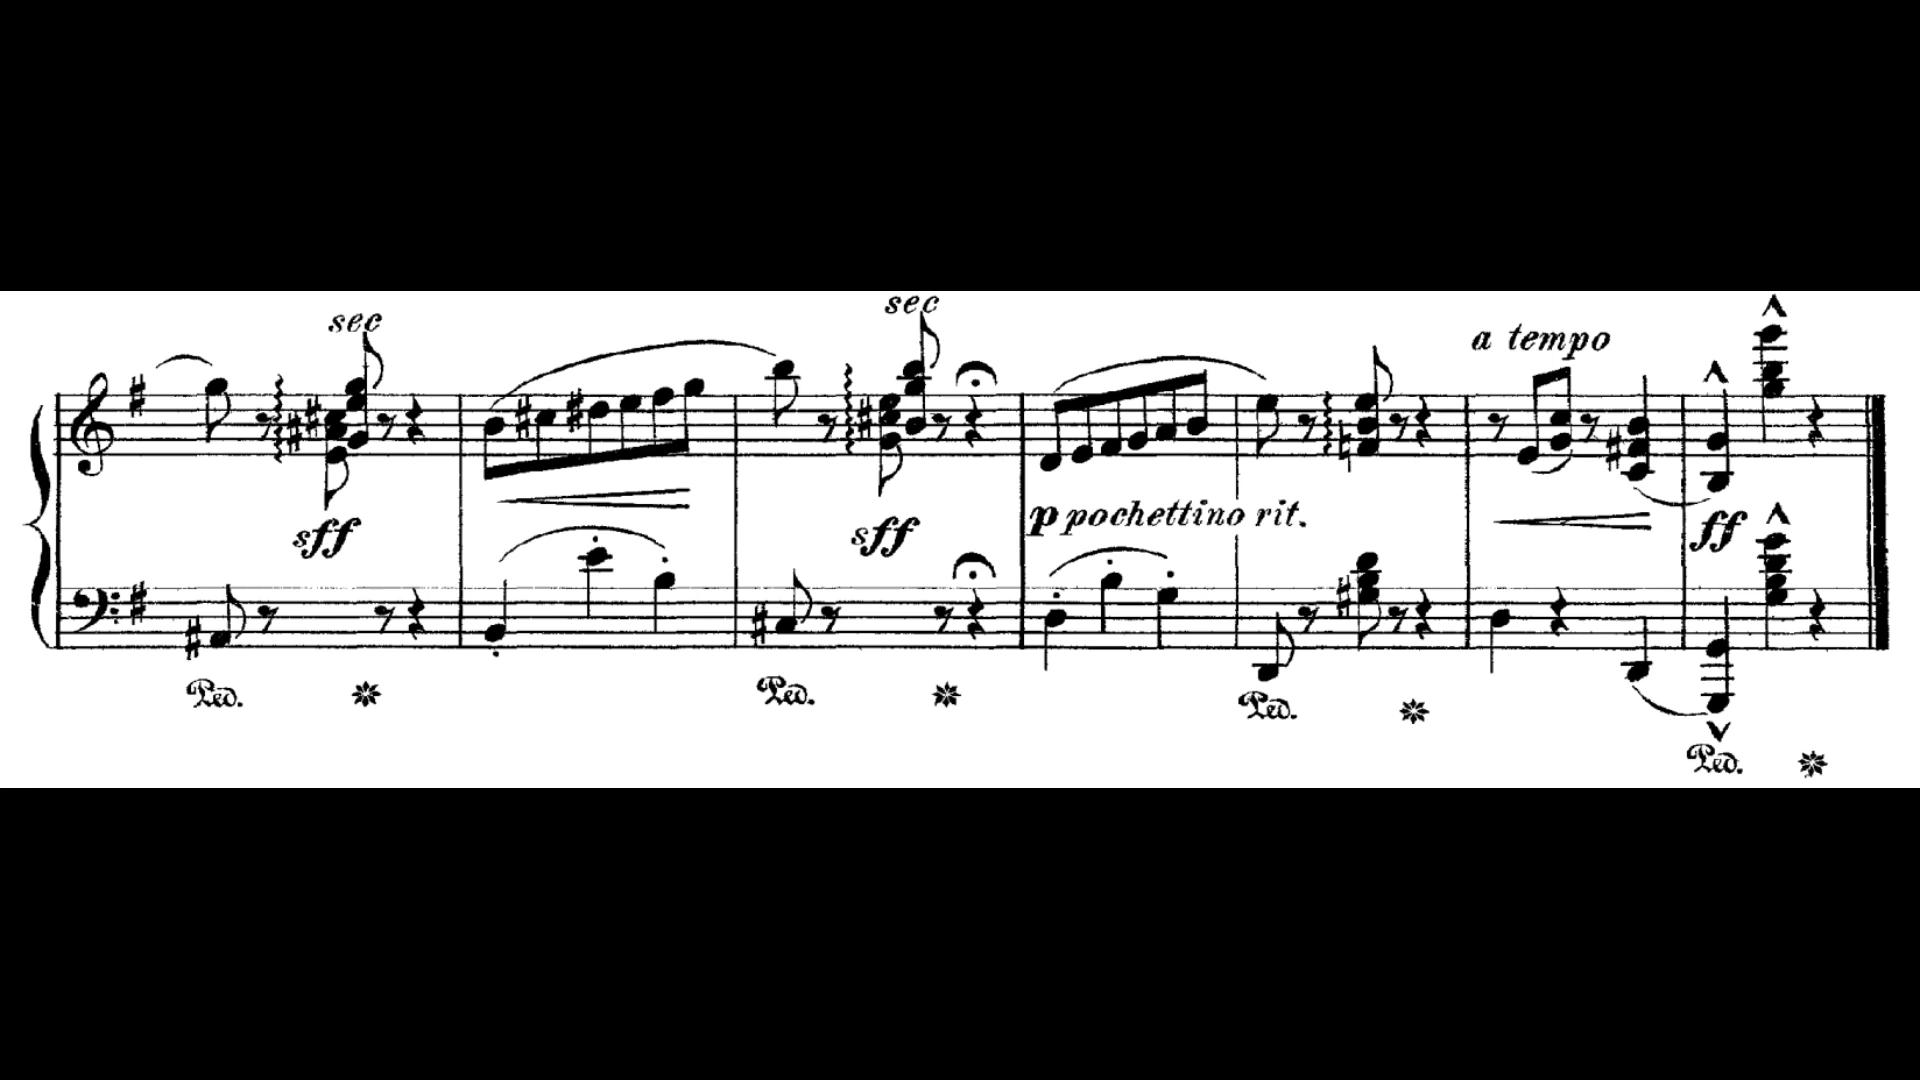 sec
sec
a tempo
sff
sff
p pochettino rit.
ff
Ped.
Ped.
Ped.
Ped.